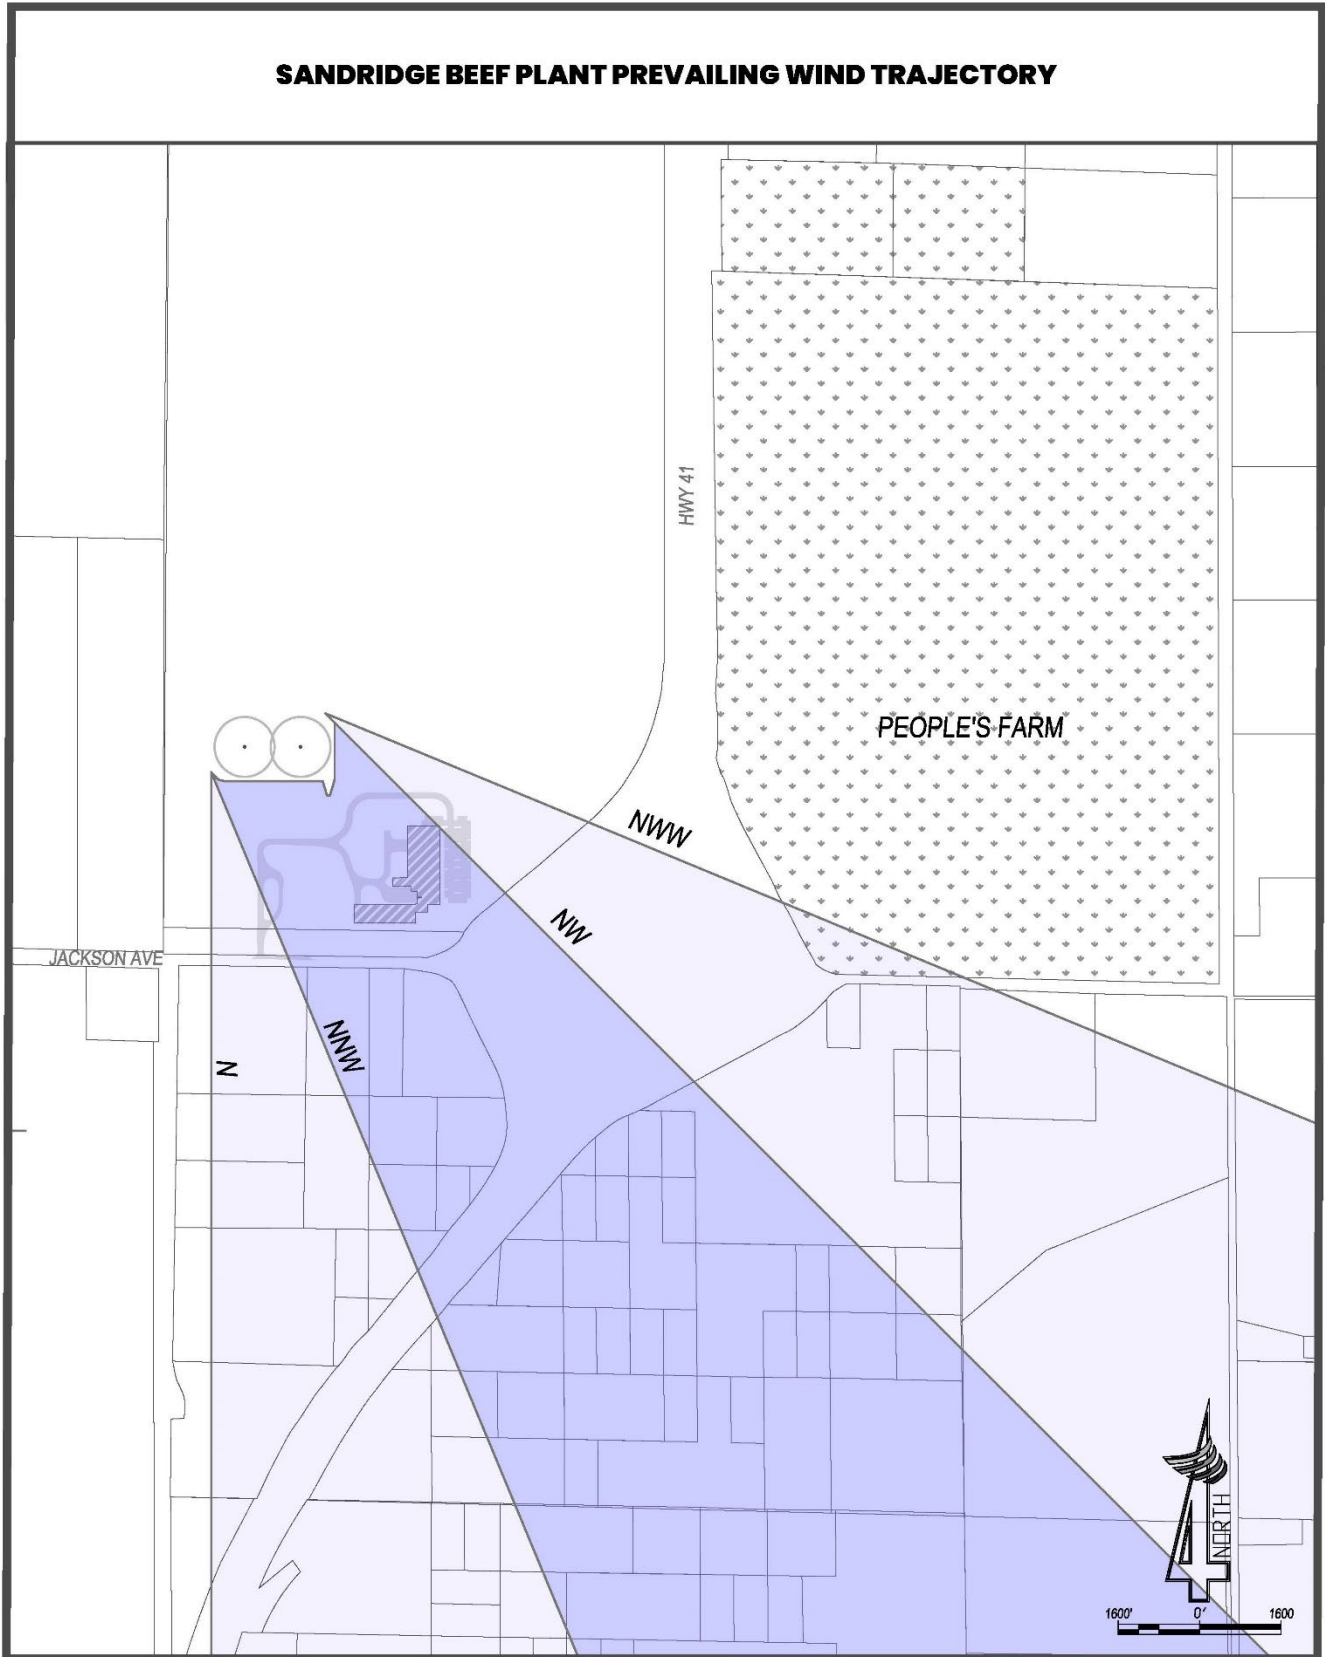 SANDRIDGE BEEF PLANT PREVAILING WIND TRAJECTORY
HWY 41
PEOPLE'S FARM
NWW
NW
JACKSON AVE
NNW
N
NORTH
1600' 0' 1600